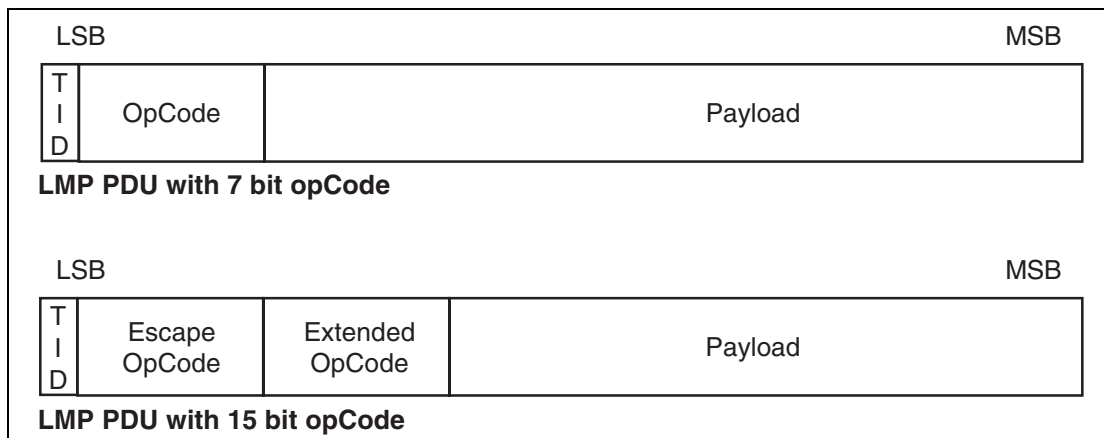 LSB MSB
T
I
D
OpCode
Payload
LMP PDU with 7 bit opCode
LSB MSB
T
I
D
Escape
OpCode
Extended
OpCode
Payload
LMP PDU with 15 bit opCode